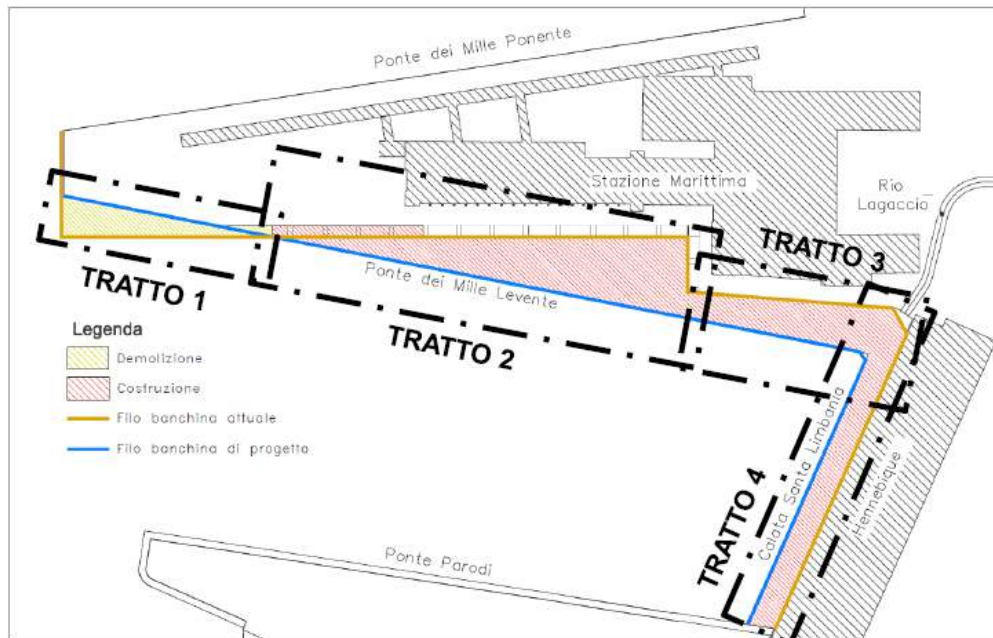 Ponte dei Mille Ponente
Stazione Marittima
Rio
Lagaccio
TRATTO 3
TRATTO 1
Ponte dei Mille Levente
TRATTO 2
Legenda
Demolizione
Costruzione
Filo banchina attuale
Filo banchina di progetto
Calata Santa Limbania
Hennebique
TRATTO 4
Ponte Parodi